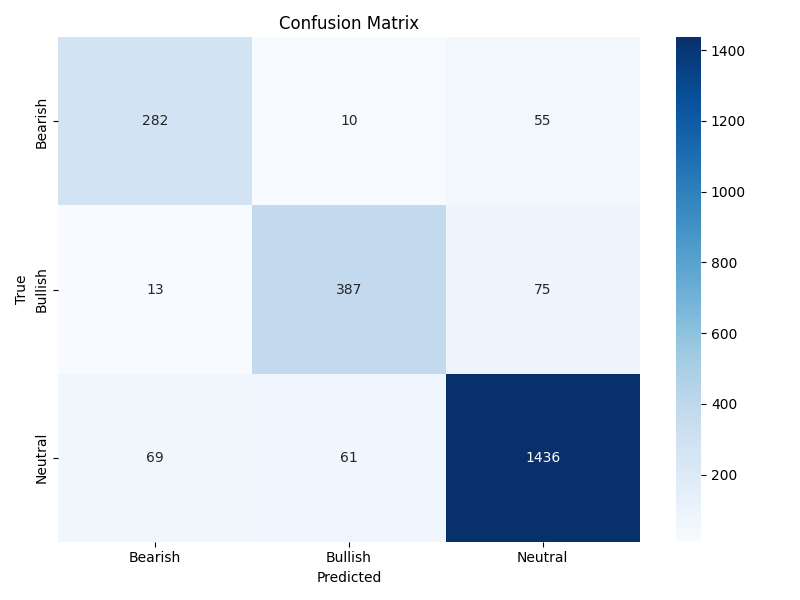 Confusion Matrix
Bearish 282 10 55
True
Bullish 13 387 75
Neutral 69 61 1436
Bearish Bullish Neutral
Predicted
1400
1200
1000
800
600
400
200